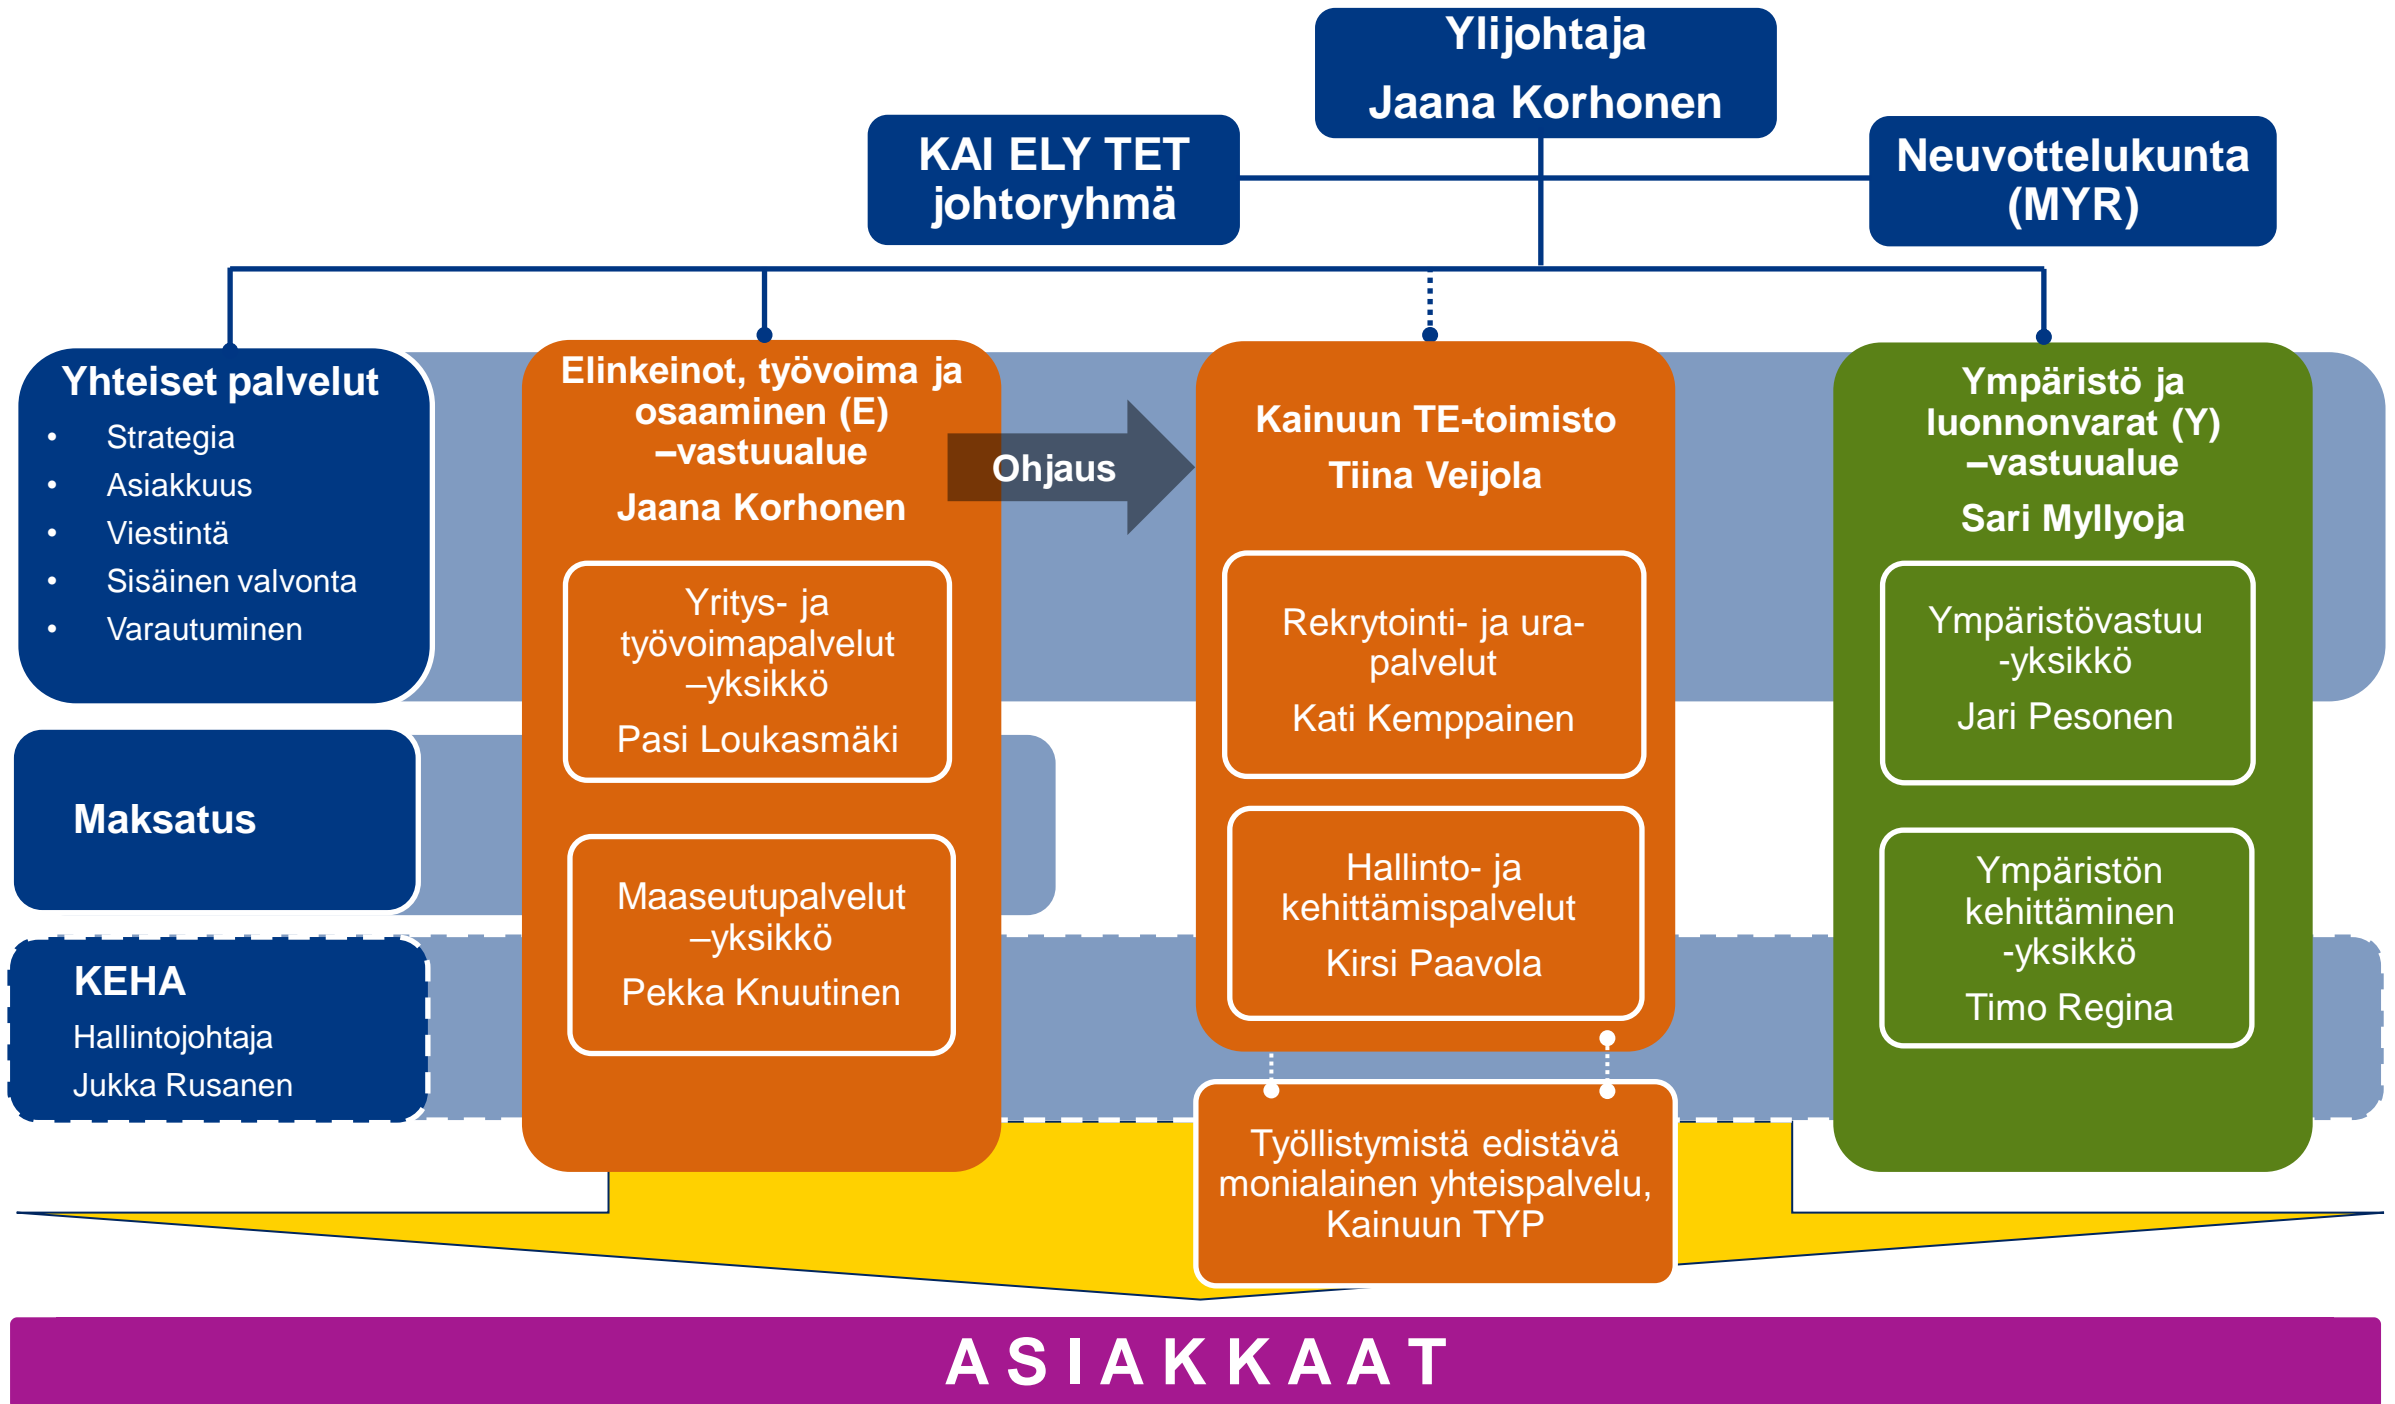 Ylijohtaja
Jaana Korhonen
KAI ELY TET
johtoryhmä
Neuvottelukunta
(MYR)
Yhteiset palvelut
• Strategia
• Asiakkuus
• Viestintä
• Sisäinen valvonta
• Varautuminen
Maksatus
KEHA
Hallintojohtaja
Jukka Rusanen
Elinkeinot, työvoima ja
osaaminen (E)
–vastuualue
Jaana Korhonen
Yritys- ja
työvoimapalvelut
–yksikkö
Pasi Loukasmäki
Maaseutupalvelut
–yksikkö
Pekka Knuutinen
Ohjaus
Kainuun TE-toimisto
Tiina Veijola
Rekrytointi- ja ura-
palvelut
Kati Kemppainen
Hallinto- ja
kehittämispalvelut
Kirsi Paavola
Työllistymistä edistävä
monialainen yhteispalvelu,
Kainuun TYP
Ympäristö ja
luonnonvarat (Y)
–vastuualue
Sari Myllyoja
Ympäristövastuu
-yksikkö
Jari Pesonen
Ympäristön
kehittäminen
-yksikkö
Timo Regina
A S I A K K A A T